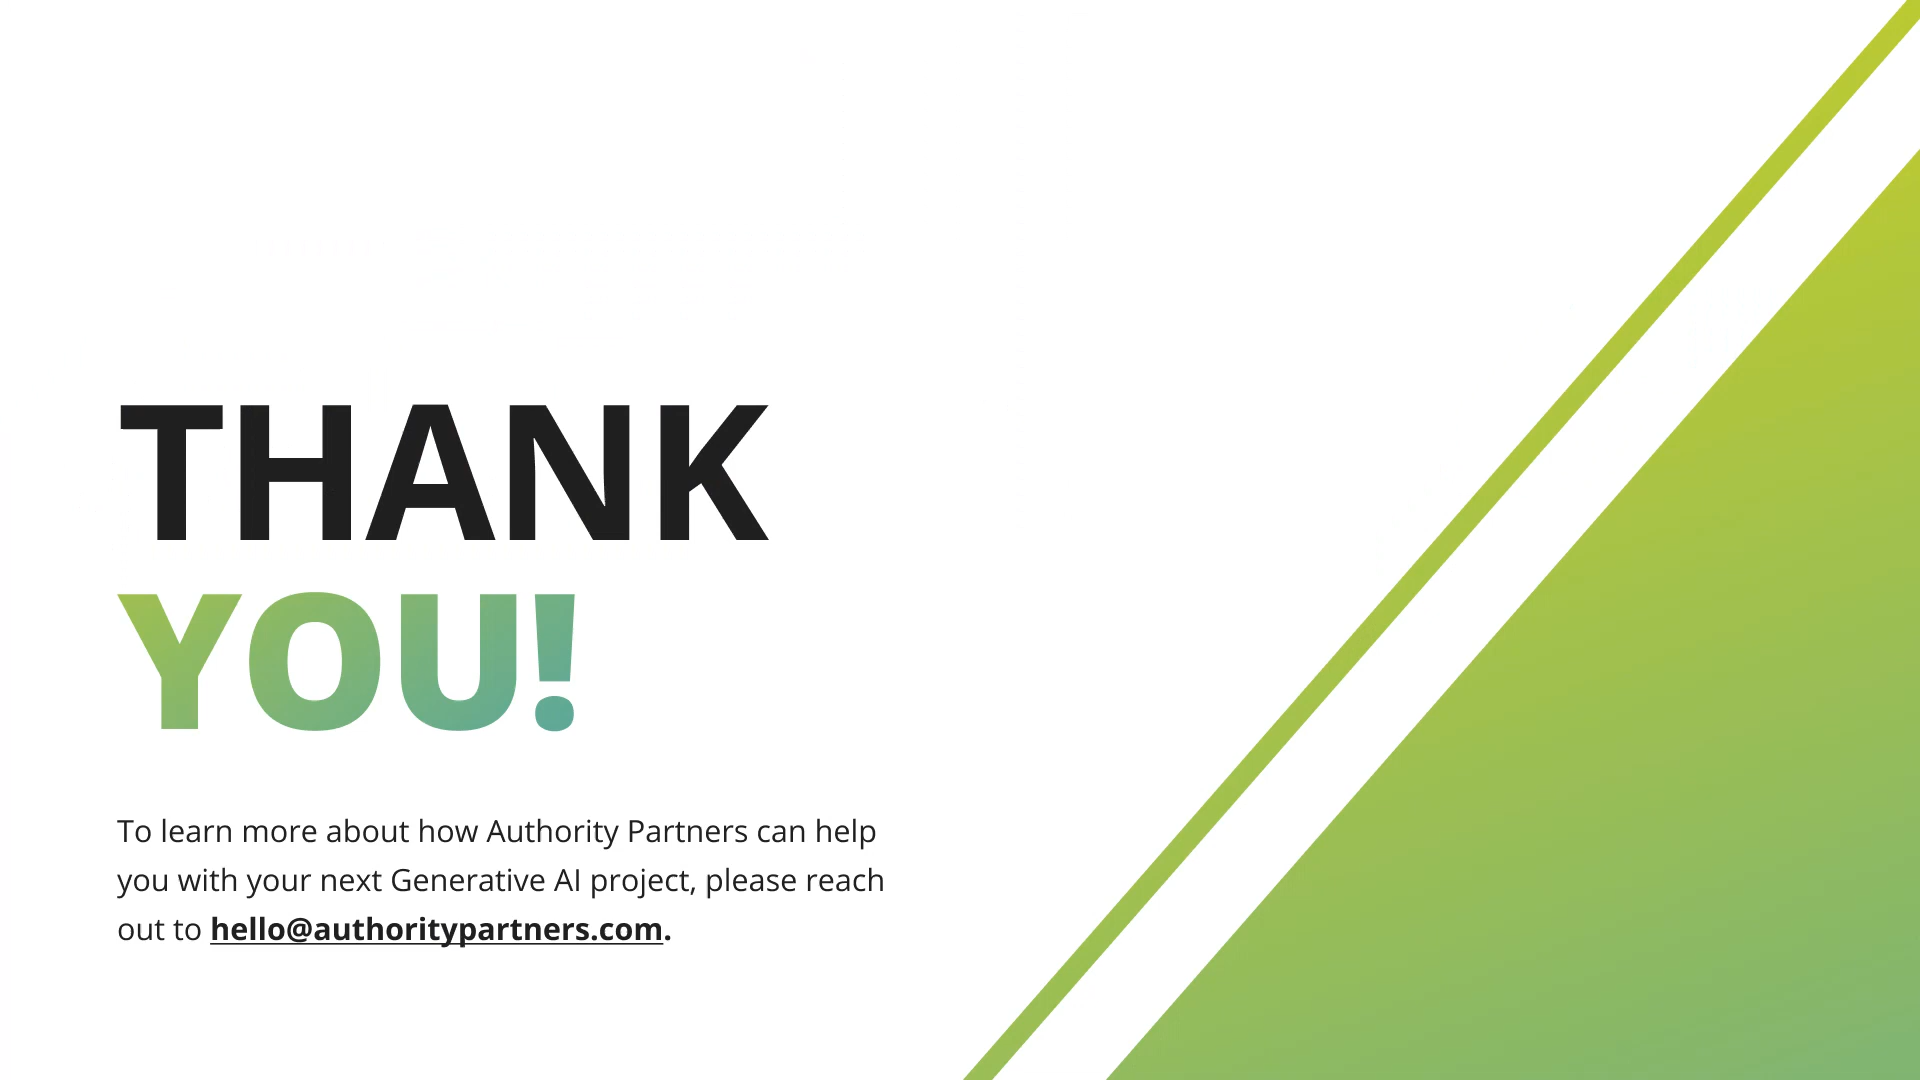 THANK
YOU!
To learn more about how Authority Partners can help
you with your next Generative AI project, please reach
out to hello@authoritypartners.com.